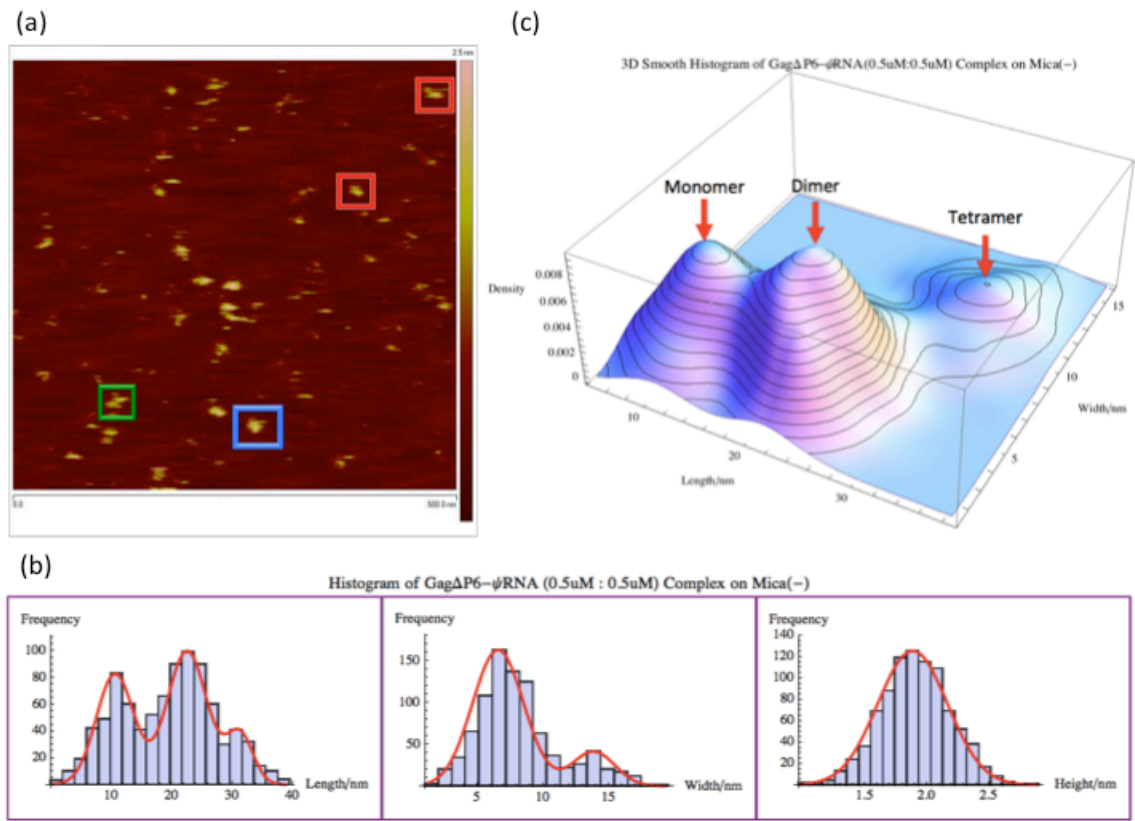 (a)
2.5 nm
0.0
500.0 nm
(c)
3D Smooth Histogram of GagΔP6-ψRNA(0.5uM:0.5uM) Complex on Mica(-)
Monomer
Dimer
Tetramer
Density
0.008
0.006
0.004
0.002
0
10
20
30
Length/nm
5
10
15
Width/nm
(b)
Histogram of GagΔP6-ψRNA (0.5uM : 0.5uM) Complex on Mica(-)
Frequency
100
80
60
40
20
10
20
30
40
Length/nm
Frequency
150
100
50
5
10
15
Width/nm
Frequency
140
120
100
80
60
40
20
1.5
2.0
2.5
Height/nm